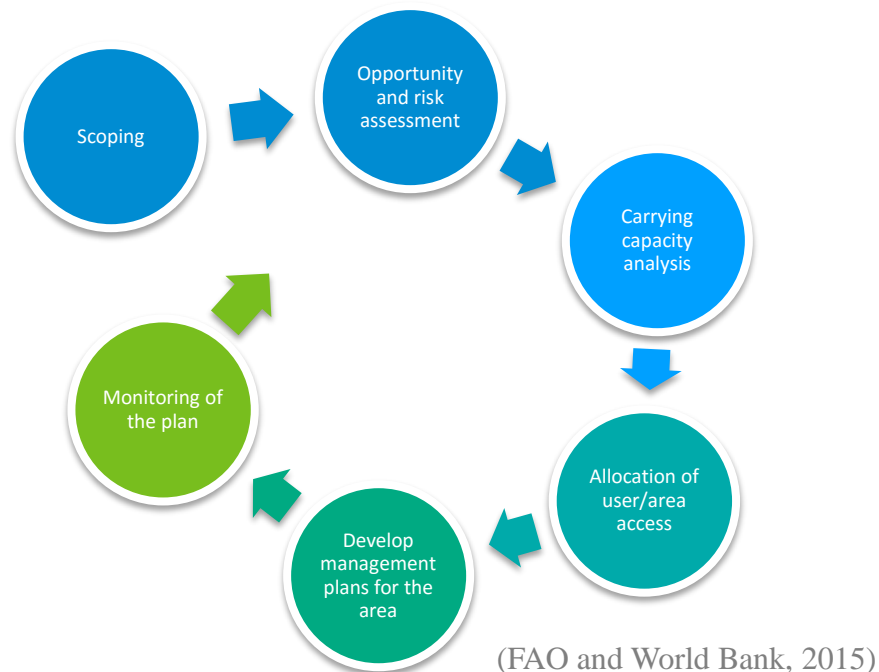 Scoping
Opportunity
and risk
assessment
Carrying
capacity
analysis
Allocation of
user/area
access
Develop
management
plans for the
area
Monitoring of
the plan
(FAO and World Bank, 2015)